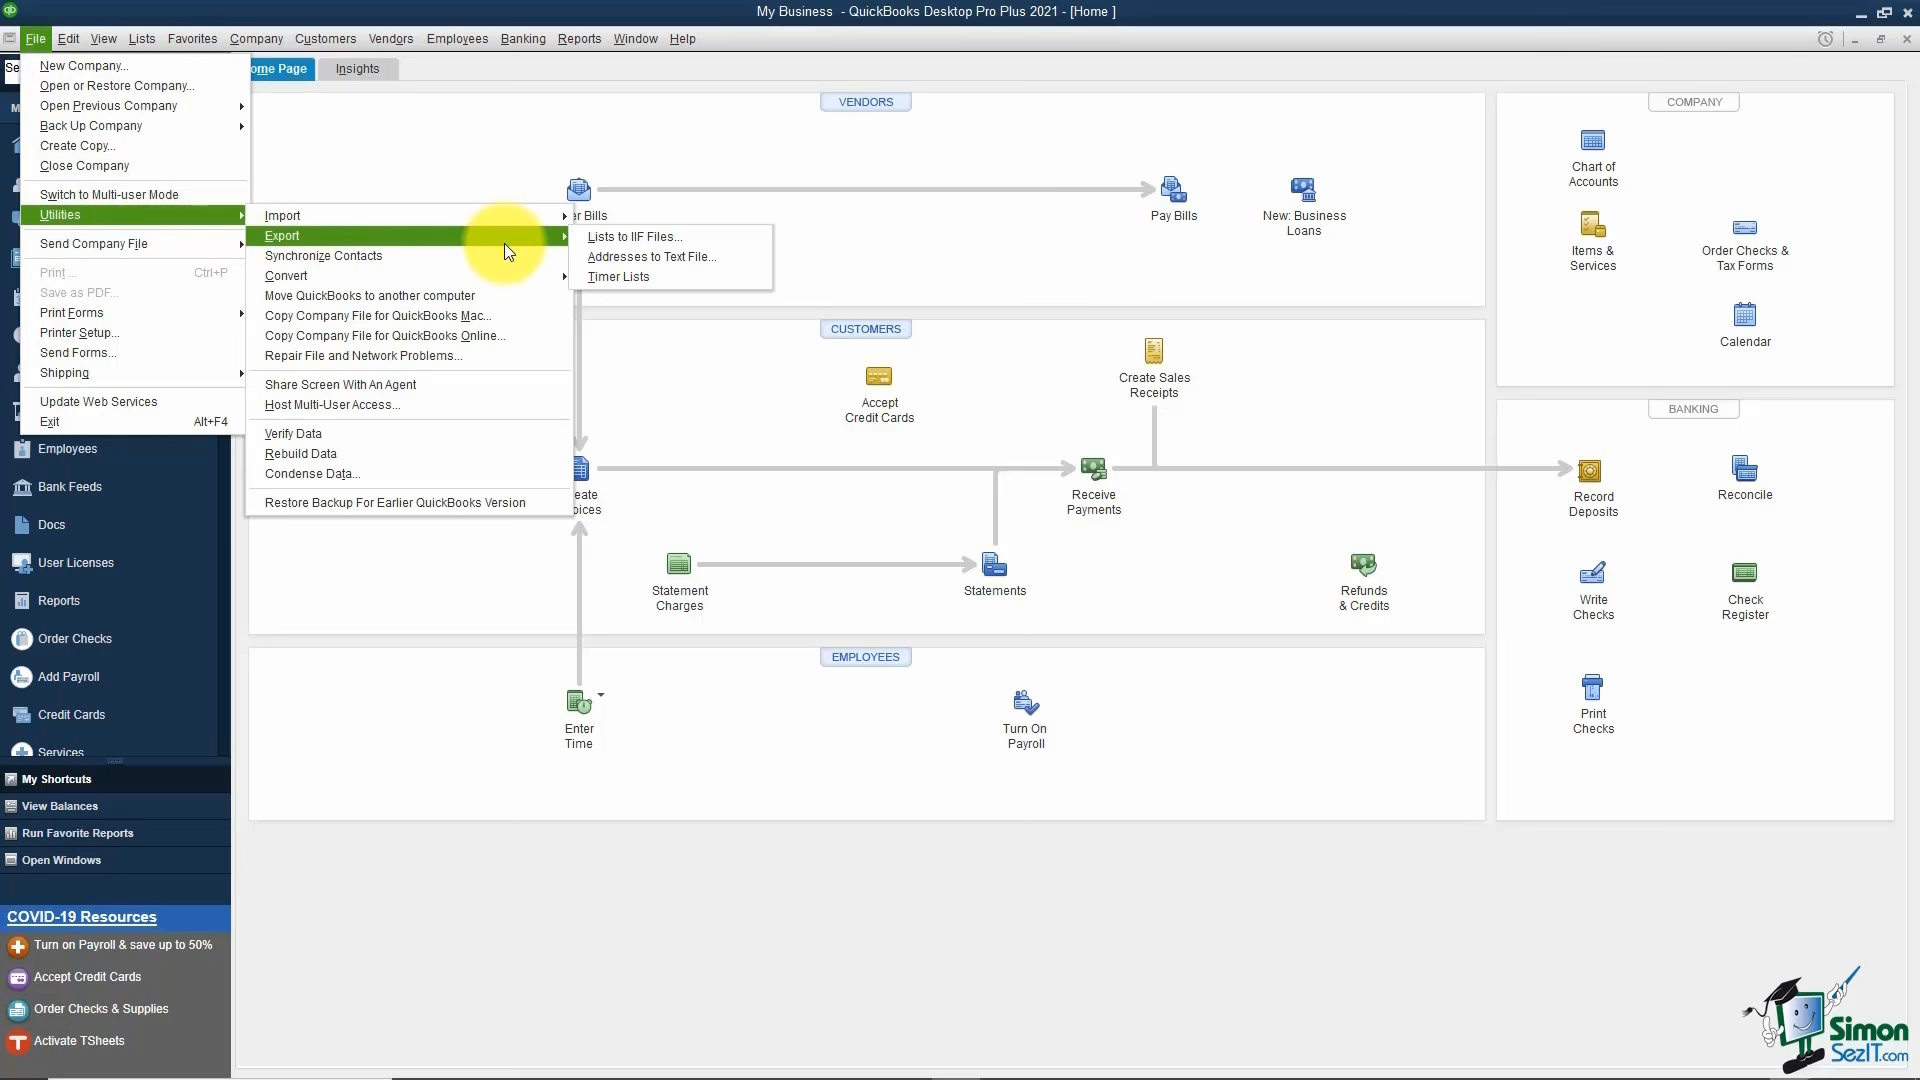 My Business - QuickBooks Desktop Pro Plus 2021 - [Home ]
File Edit View Lists Favorites Company Customers Vendors Employees Banking Reports Window Help
ome Page Insights
New Company...
Open or Restore Company...
Open Previous Company
Back Up Company
Create Copy...
Close Company
Switch to Multi-user Mode
Utilities
Send Company File
Print ... Ctrl+P
Save as PDF...
Print Forms
Printer Setup...
Send Forms...
Shipping
Update Web Services
Exit Alt+F4
Import
Export
Synchronize Contacts
Convert
Move QuickBooks to another computer
Copy Company File for QuickBooks Mac...
Copy Company File for QuickBooks Online...
Repair File and Network Problems...
Share Screen With An Agent
Host Multi-User Access...
Verify Data
Rebuild Data
Condense Data...
Restore Backup For Earlier QuickBooks Version
Lists to IIF Files...
Addresses to Text File...
Timer Lists
Se
M
Employees
Bank Feeds
Docs
User Licenses
Reports
Order Checks
Add Payroll
Credit Cards
Services
My Shortcuts
View Balances
Run Favorite Reports
Open Windows
COVID-19 Resources
Turn on Payroll & save up to 50%
Accept Credit Cards
Order Checks & Supplies
Activate TSheets
VENDORS
er Bills
Pay Bills
New: Business
Loans
CUSTOMERS
Accept
Credit Cards
Create Sales
Receipts
eate
oices
Receive
Payments
Statement
Charges
Statements
Refunds
& Credits
EMPLOYEES
Enter
Time
Turn On
Payroll
COMPANY
Chart of
Accounts
Items &
Services
Order Checks &
Tax Forms
Calendar
BANKING
Record
Deposits
Reconcile
Write
Checks
Check
Register
Print
Checks
Simon
SezIT.com